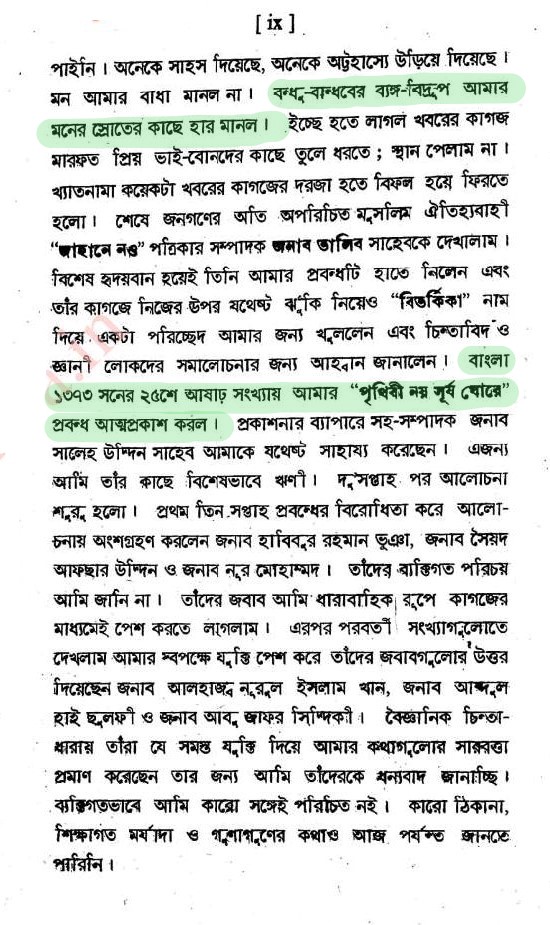 [ ix ]
পাইনি। অনেকে সাহস দিয়েছে, অনেকে অট্টহাস্যে উড়িয়ে দিয়েছে।
মন আমার বাধা মানল না। বন্ধু-বান্ধবের ব্যঙ্গ-বিদ্রূপ আমার
মনের স্রোতের কাছে হার মানল। ইচ্ছে হতে লাগল খবরের কাগজ
মারফত প্রিয় ভাই-বোনদের কাছে তুলে ধরতে ; স্থান পেলাম না।
খ্যাতনামা কয়েকটা খবরের কাগজের দরজা হতে বিফল হয়ে ফিরতে
হলো। শেষে জনগণের অতি অপরিচিত মুসলিম ঐতিহ্যবাহী
“জাহানে নও” পত্রিকার সম্পাদক জনাব তালিব সাহেবকে দেখালাম।
বিশেষ হৃদয়বান হয়েই তিনি আমার প্রবন্ধটি হাতে নিলেন এবং
তাঁর কাগজে নিজের উপর যথেষ্ট ঝুঁকি নিয়েও “বিতর্কিকা” নাম
দিয়ে একটা পরিচ্ছেদ আমার জন্য খুললেন এবং চিন্তাবিদ ও
জ্ঞানী লোকদের সমালোচনার জন্য আহ্বান জানালেন। বাংলা
১৩৭৩ সনের ২৫শে আষাঢ় সংখ্যায় আমার “পৃথিবী নয় সূর্য ঘোরে”
প্রবন্ধ আত্মপ্রকাশ করল। প্রকাশনার ব্যাপারে সহ-সম্পাদক জনাব
সালেহ উদ্দিন সাহেব আমাকে যথেষ্ট সাহায্য করেছেন। এজন্য
আমি তাঁর কাছে বিশেষভাবে ঋণী। দু'সপ্তাহ পর আলোচনা
শুরু হলো। প্রথম তিন সপ্তাহ প্রবন্ধের বিরোধিতা করে আলো-
চনায় অংশগ্রহণ করলেন জনাব হাবিবুর রহমান ভূঞা, জনাব সৈয়দ
আফছার উদ্দিন ও জনাব নূর মোহাম্মদ। তাঁদের ব্যক্তিগত পরিচয়
আমি জানি না। তাঁদের জবাব আমি ধারাবাহিক রূপে কাগজের
মাধ্যমেই পেশ করতে লাগলাম। এরপর পরবর্তী সংখ্যাগুলোতে
দেখলাম আমার স্বপক্ষে যুক্তি পেশ করে তাঁদের জবাবগুলোর উত্তর
দিয়েছেন জনাব আলহাজ্ব নূরুল ইসলাম খান, জনাব আব্দুল
হাই ছলফী ও জনাব আবু জাফর সিদ্দিকী। বৈজ্ঞানিক চিন্তা-
ধারায় তাঁরা যে সমস্ত যুক্তি দিয়ে আমার কথাগুলোর সারবত্তা
প্রমাণ করেছেন তার জন্য আমি তাঁদেরকে ধন্যবাদ জানাচ্ছি।
ব্যক্তিগতভাবে আমি কারো সঙ্গেই পরিচিত নই। কারো ঠিকানা,
শিক্ষাগত মর্যাদা ও গুণাগুণের কথাও আজ পর্যন্ত জানতে
পারিনি।